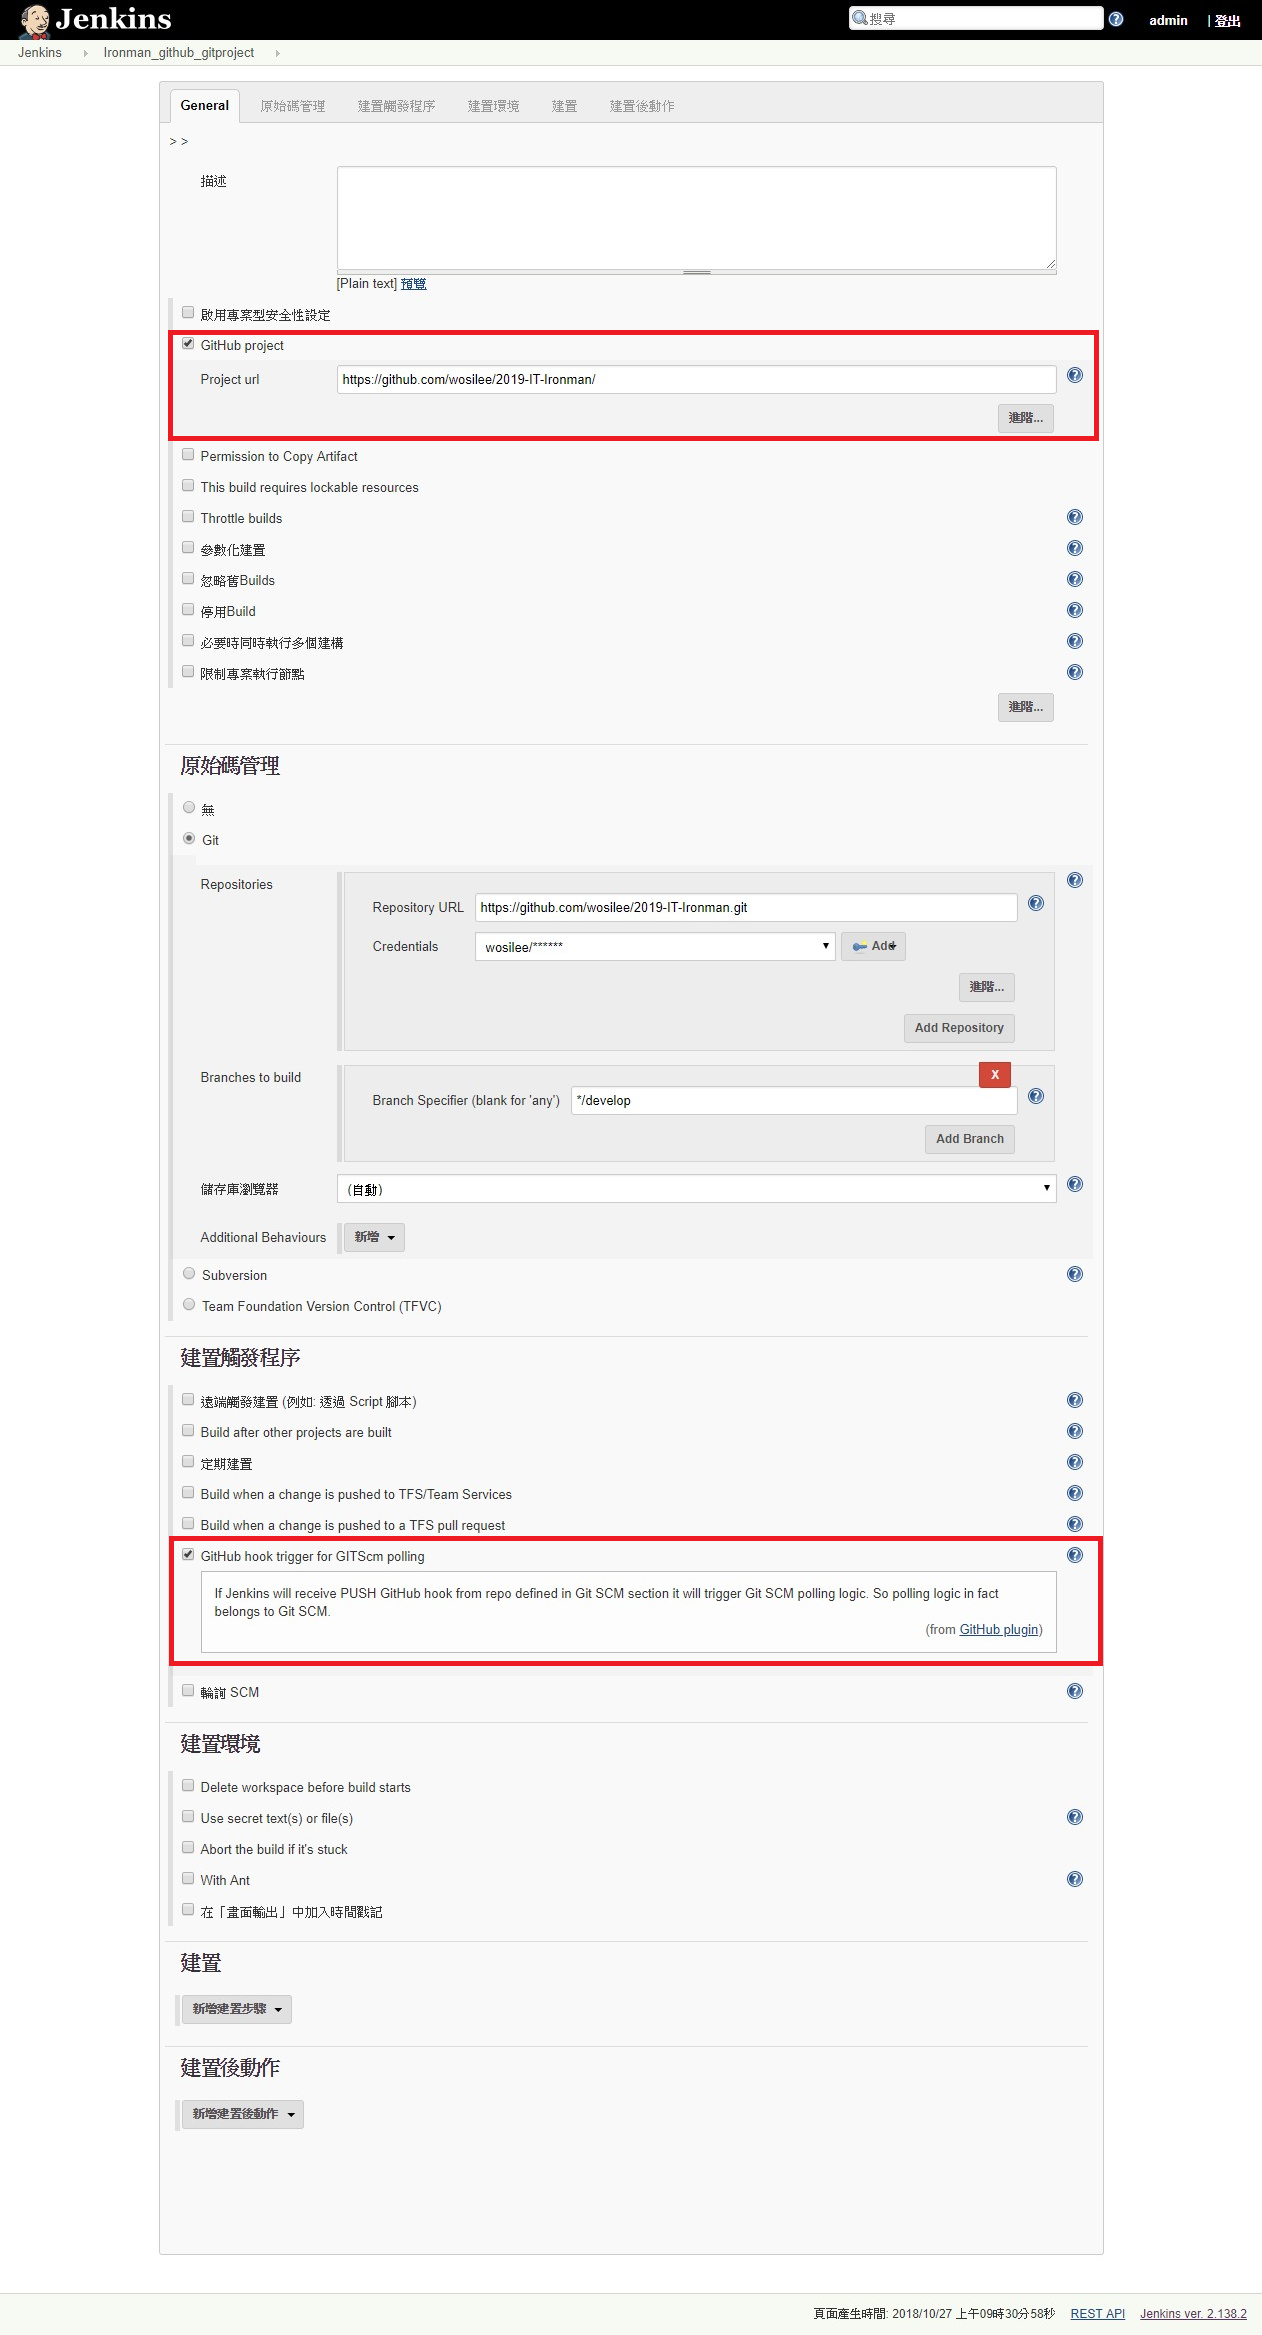 Jenkins
搜尋
admin
| 登出
Jenkins
Ironman_github_gitproject
General
原始碼管理
建置觸發程序
建置環境
建置
建置後動作
> >
描述
[Plain text] 預覽
啟用專案型安全性設定
GitHub project
Project url
https://github.com/wosilee/2019-IT-Ironman/
進階...
Permission to Copy Artifact
This build requires lockable resources
Throttle builds
參數化建置
忽略舊Builds
停用Build
必要時同時執行多個建構
限制專案執行節點
進階...
原始碼管理
無
Git
Repositories
Repository URL
https://github.com/wosilee/2019-IT-Ironman.git
Credentials
wosilee/******
Add
進階...
Add Repository
Branches to build
X
Branch Specifier (blank for 'any')
*/develop
Add Branch
儲存庫瀏覽器
(自動)
Additional Behaviours
新增
Subversion
Team Foundation Version Control (TFVC)
建置觸發程序
遠端觸發建置 (例如: 透過 Script 腳本)
Build after other projects are built
定期建置
Build when a change is pushed to TFS/Team Services
Build when a change is pushed to a TFS pull request
GitHub hook trigger for GITScm polling
If Jenkins will receive PUSH GitHub hook from repo defined in Git SCM section it will trigger Git SCM polling logic. So polling logic in fact
belongs to Git SCM.
(from GitHub plugin)
輪詢 SCM
建置環境
Delete workspace before build starts
Use secret text(s) or file(s)
Abort the build if it's stuck
With Ant
在「畫面輸出」中加入時間戳記
建置
新增建置步驟
建置後動作
新增建置後動作
頁面產生時間: 2018/10/27 上午09時30分58秒
REST API
Jenkins ver. 2.138.2